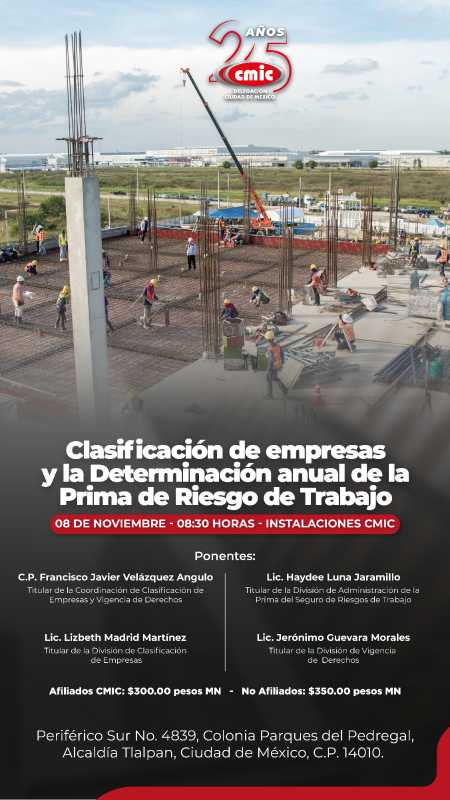 25 AÑOS
cmic
DELEGACIÓN
CIUDAD DE MÉXICO
Clasificación de empresas
y la Determinación anual de la
Prima de Riesgo de Trabajo
08 DE NOVIEMBRE - 08:30 HORAS - INSTALACIONES CMIC
Ponentes:
C.P. Francisco Javier Velázquez Angulo
Titular de la Coordinación de Clasificación de
Empresas y Vigencia de Derechos
Lic. Haydee Luna Jaramillo
Titular de la División de Administración de la
Prima del Seguro de Riesgos de Trabajo
Lic. Lizbeth Madrid Martínez
Titular de la División de Clasificación
de Empresas
Lic. Jerónimo Guevara Morales
Titular de la División de Vigencia
de Derechos
Afiliados CMIC: $300.00 pesos MN - No Afiliados: $350.00 pesos MN
Periférico Sur No. 4839, Colonia Parques del Pedregal,
Alcaldía Tlalpan, Ciudad de México, C.P. 14010.